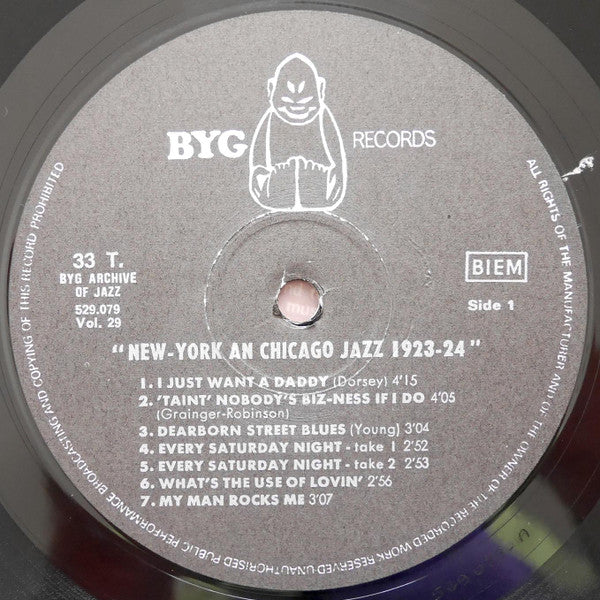 BYG RECORDS
33 T.
BYG ARCHIVE
OF JAZZ
529.079
Vol. 29
BIEM
Side 1
"NEW-YORK AN CHICAGO JAZZ 1923-24"
1. I JUST WANT A DADDY (Dorsey) 4'15
2. 'TAINT' NOBODY'S BIZ-NESS IF I DO 4'05
(Grainger-Robinson)
3. DEARBORN STREET BLUES (Young) 3'04
4. EVERY SATURDAY NIGHT - take 1 2'52
5. EVERY SATURDAY NIGHT - take 2 2'53
6. WHAT'S THE USE OF LOVIN' 2'56
7. MY MAN ROCKS ME 3'07
ALL RIGHTS OF THE MANUFACTURER AND OF THE OWNER OF THE RECORDED WORK RESERVED UNAUTHORISED PUBLIC PERFORMANCE BROADCASTING AND COPYING OF THIS RECORD PROHIBITED